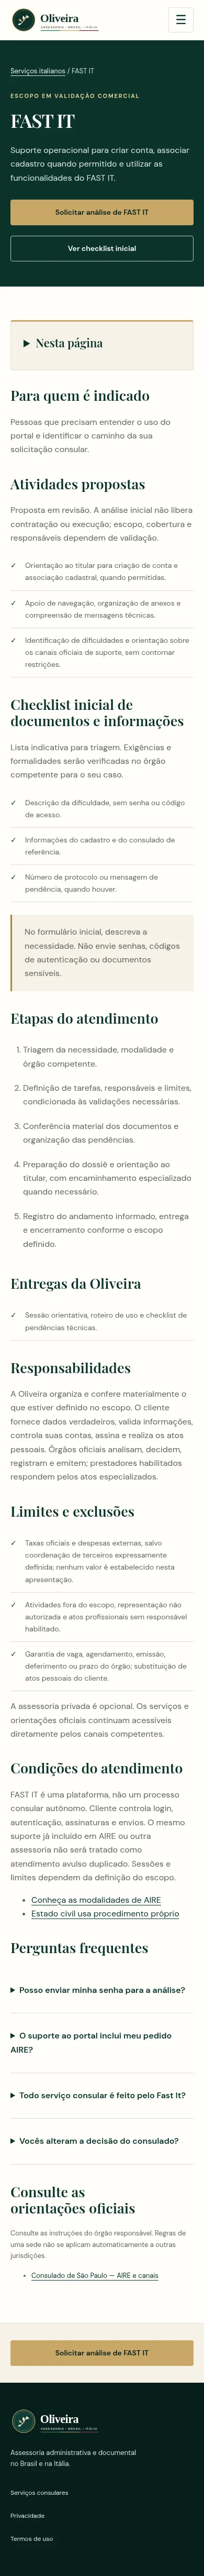 Oliveira
ASSESSORIA • BRASIL • ITÁLIA
☰
Serviços italianos / FAST IT
ESCOPO EM VALIDAÇÃO COMERCIAL
FAST IT
Suporte operacional para criar conta, associar
cadastro quando permitido e utilizar as
funcionalidades do FAST IT.
Solicitar análise de FAST IT
Ver checklist inicial
▶ Nesta página
Para quem é indicado
Pessoas que precisam entender o uso do
portal e identificar o caminho da sua
solicitação consular.
Atividades propostas
Proposta em revisão. A análise inicial não libera
contratação ou execução; escopo, cobertura e
responsáveis dependem de validação.
✓ Orientação ao titular para criação de conta e
associação cadastral, quando permitidas.
✓ Apoio de navegação, organização de anexos e
compreensão de mensagens técnicas.
✓ Identificação de dificuldades e orientação sobre
os canais oficiais de suporte, sem contornar
restrições.
Checklist inicial de
documentos e informações
Lista indicativa para triagem. Exigências e
formalidades serão verificadas no órgão
competente para o seu caso.
✓ Descrição da dificuldade, sem senha ou código
de acesso.
✓ Informações do cadastro e do consulado de
referência.
✓ Número de protocolo ou mensagem de
pendência, quando houver.
No formulário inicial, descreva a
necessidade. Não envie senhas, códigos
de autenticação ou documentos
sensíveis.
Etapas do atendimento
1. Triagem da necessidade, modalidade e
órgão competente.
2. Definição de tarefas, responsáveis e limites,
condicionada às validações necessárias.
3. Conferência material dos documentos e
organização das pendências.
4. Preparação do dossiê e orientação ao
titular, com encaminhamento especializado
quando necessário.
5. Registro do andamento informado, entrega
e encerramento conforme o escopo
definido.
Entregas da Oliveira
✓ Sessão orientativa, roteiro de uso e checklist de
pendências técnicas.
Responsabilidades
A Oliveira organiza e confere materialmente o
que estiver definido no escopo. O cliente
fornece dados verdadeiros, valida informações,
controla suas contas, assina e realiza os atos
pessoais. Órgãos oficiais analisam, decidem,
registram e emitem; prestadores habilitados
respondem pelos atos especializados.
Limites e exclusões
✓ Taxas oficiais e despesas externas, salvo
coordenação de terceiros expressamente
definida; nenhum valor é estabelecido nesta
apresentação.
✓ Atividades fora do escopo, representação não
autorizada e atos profissionais sem responsável
habilitado.
✓ Garantia de vaga, agendamento, emissão,
deferimento ou prazo do órgão; substituição de
atos pessoais do cliente.
A assessoria privada é opcional. Os serviços e
orientações oficiais continuam acessíveis
diretamente pelos canais competentes.
Condições do atendimento
FAST IT é uma plataforma, não um processo
consular autônomo. Cliente controla login,
autenticação, assinaturas e envios. O mesmo
suporte já incluído em AIRE ou outra
assessoria não será tratado como
atendimento avulso duplicado. Sessões e
limites dependem da definição do escopo.
• Conheça as modalidades de AIRE
• Estado civil usa procedimento próprio
Perguntas frequentes
▶ Posso enviar minha senha para a análise?
▶ O suporte ao portal inclui meu pedido
AIRE?
▶ Todo serviço consular é feito pelo Fast It?
▶ Vocês alteram a decisão do consulado?
Consulte as
orientações oficiais
Consulte as instruções do órgão responsável. Regras de
uma sede não se aplicam automaticamente a outras
jurisdições.
• Consulado de São Paulo — AIRE e canais
Solicitar análise de FAST IT
Oliveira
ASSESSORIA • BRASIL • ITÁLIA
Assessoria administrativa e documental
no Brasil e na Itália.
Serviços consulares
Privacidade
Termos de uso